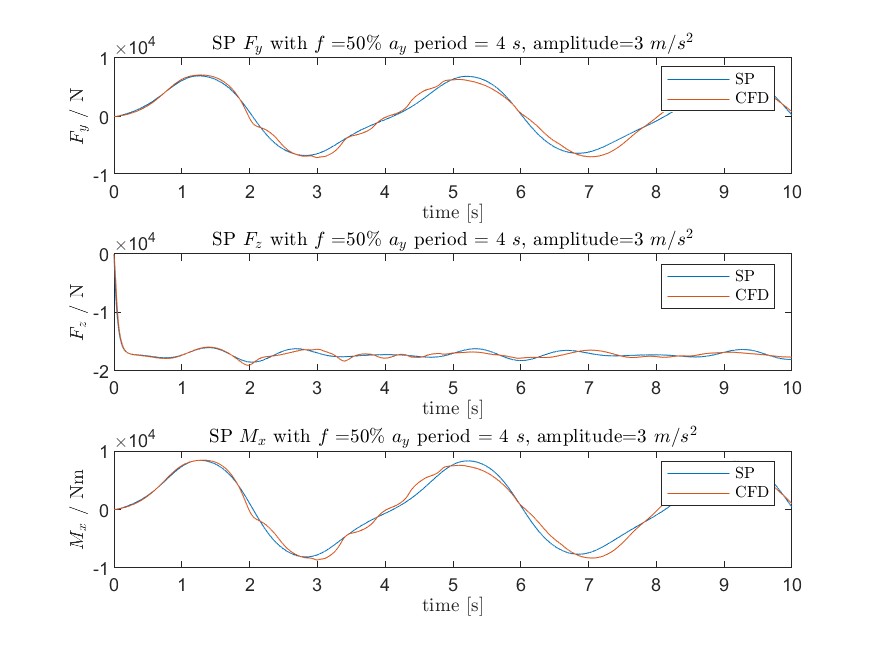 SP F_y with f =50% a_y period = 4 s, amplitude=3 m/s^2
×10^4
1
0
-1
F_y / N
SP
CFD
0 1 2 3 4 5 6 7 8 9 10
time [s]
SP F_z with f =50% a_y period = 4 s, amplitude=3 m/s^2
×10^4
0
-1
-2
F_z / N
SP
CFD
0 1 2 3 4 5 6 7 8 9 10
time [s]
SP M_x with f =50% a_y period = 4 s, amplitude=3 m/s^2
×10^4
1
0
-1
M_x / Nm
SP
CFD
0 1 2 3 4 5 6 7 8 9 10
time [s]